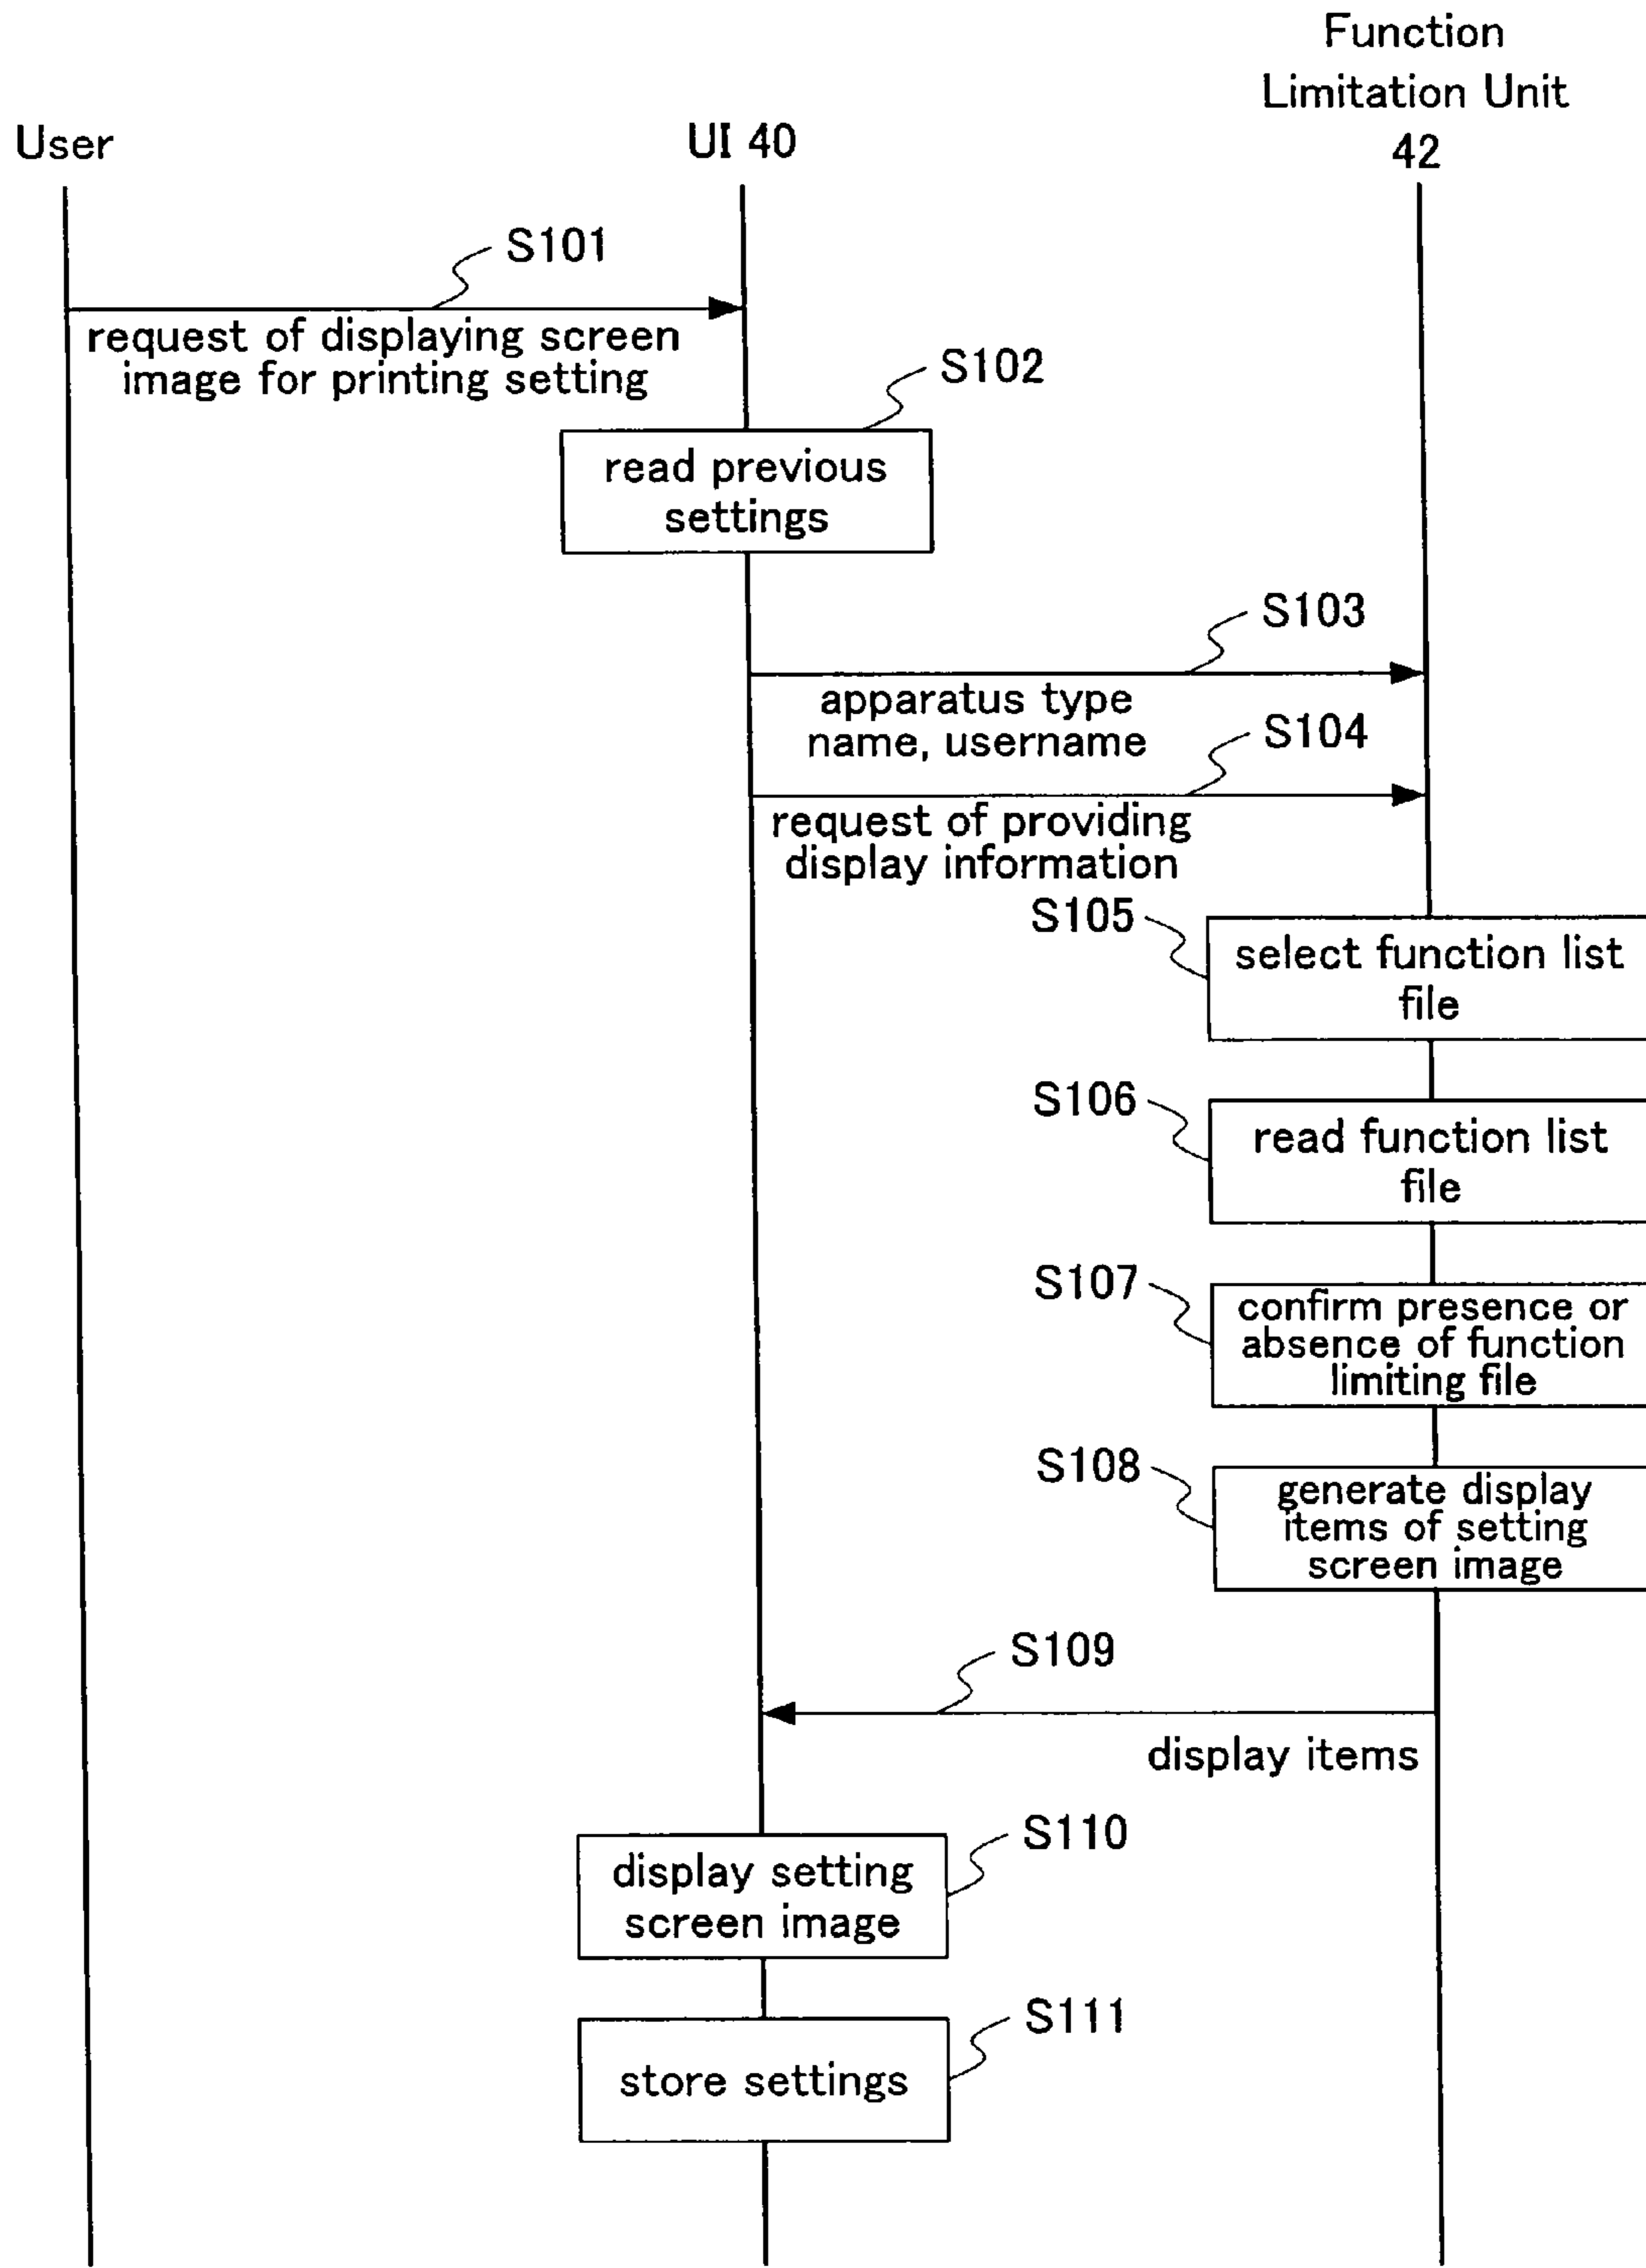 Function
Limitation Unit
42
User
UI 40
S101
request of displaying screen
image for printing setting
S102
read previous
settings
S103
apparatus type
name, username
S104
request of providing
display information
S105
select function list
file
S106
read function list
file
S107
confirm presence or
absence of function
limiting file
S108
generate display
items of setting
screen image
S109
display items
S110
display setting
screen image
S111
store settings